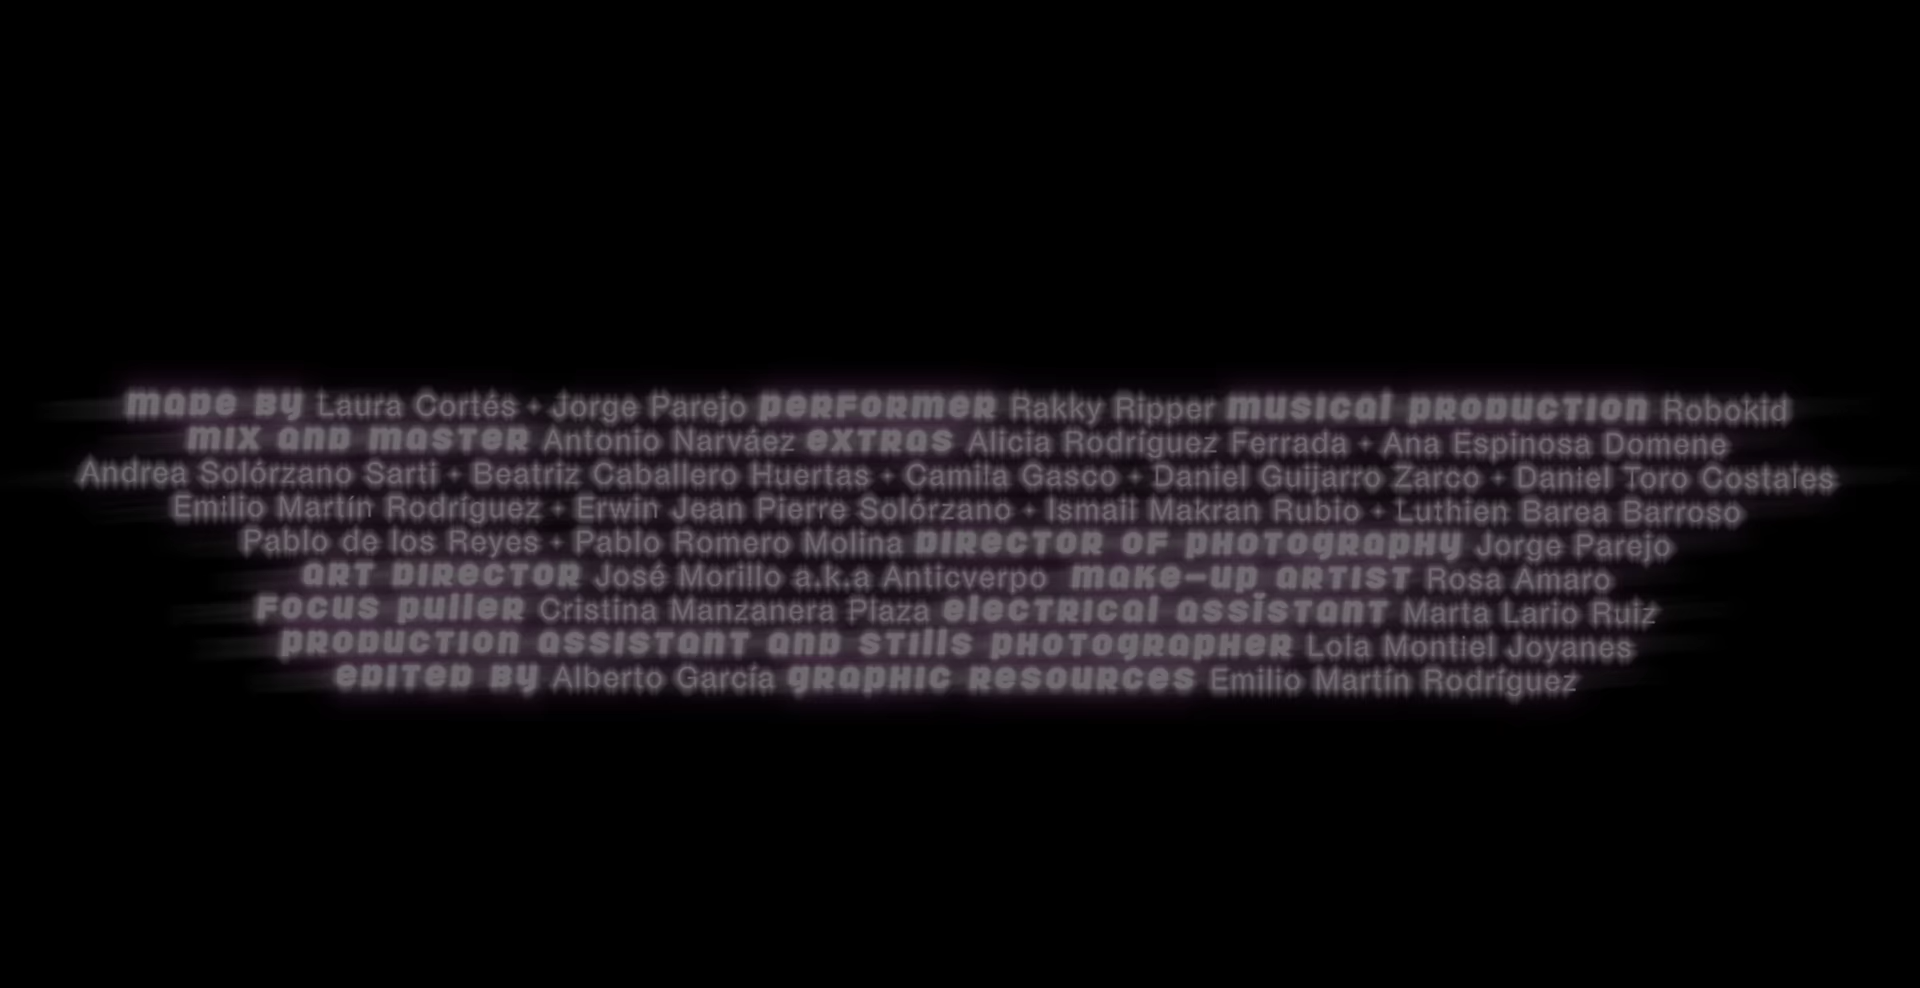 made by Laura Cortés + Jorge Parejo performer Rakky Ripper musical production Robokid
mix and master Antonio Narváez extras Alicia Rodríguez Ferrada + Ana Espinosa Domene
Andrea Solórzano Sarti + Beatriz Caballero Huertas + Camila Gasco + Daniel Guijarro Zarco + Daniel Toro Costales
Emilio Martín Rodríguez + Erwin Jean Pierre Solórzano + Ismail Makran Rubio + Luthien Barea Barroso
Pablo de los Reyes + Pablo Romero Molina director of photography Jorge Parejo
art director José Morillo a.k.a Anticverpo make-up artist Rosa Amaro
focus puller Cristina Manzanera Plaza electrical assistant Marta Lario Ruiz
production assistant and stills photographer Lola Montiel Joyanes
edited by Alberto García graphic resources Emilio Martín Rodríguez